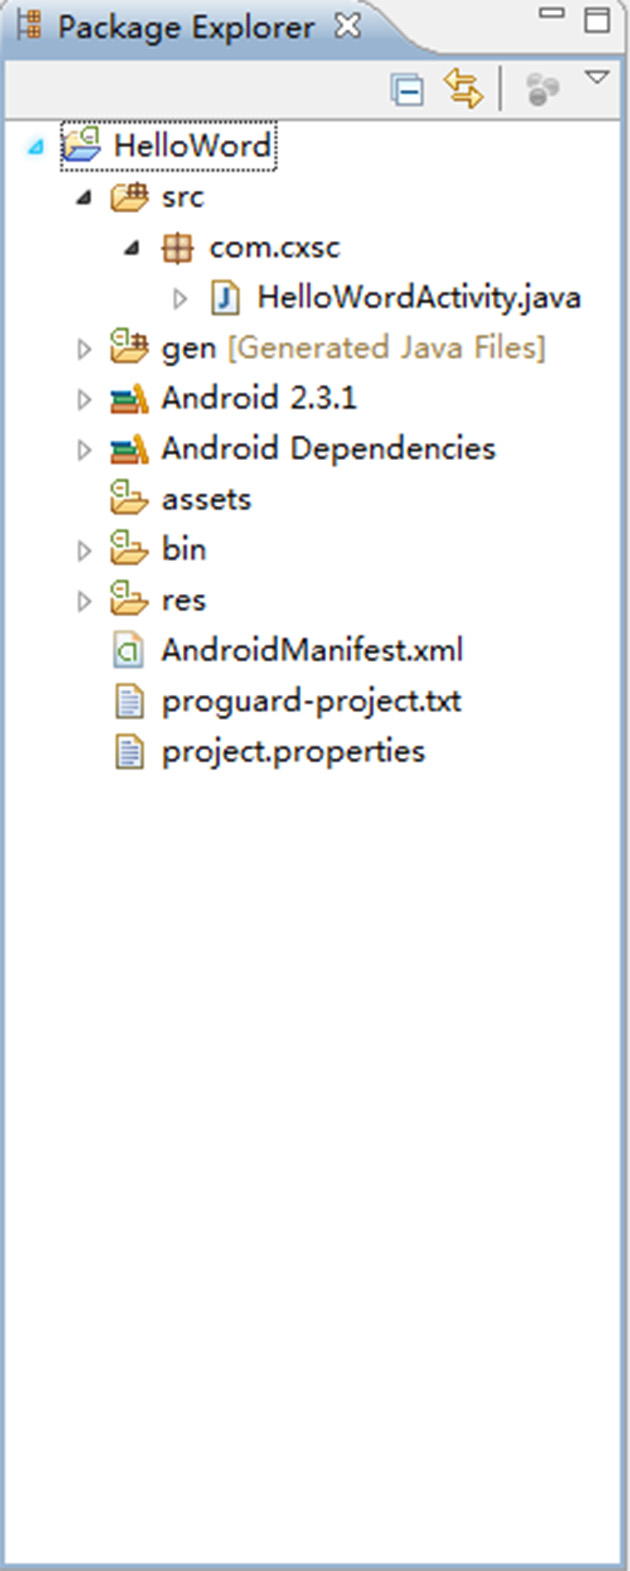 Package Explorer
HelloWord
src
com.cxsc
HelloWordActivity.java
gen [Generated Java Files]
Android 2.3.1
Android Dependencies
assets
bin
res
AndroidManifest.xml
proguard-project.txt
project.properties